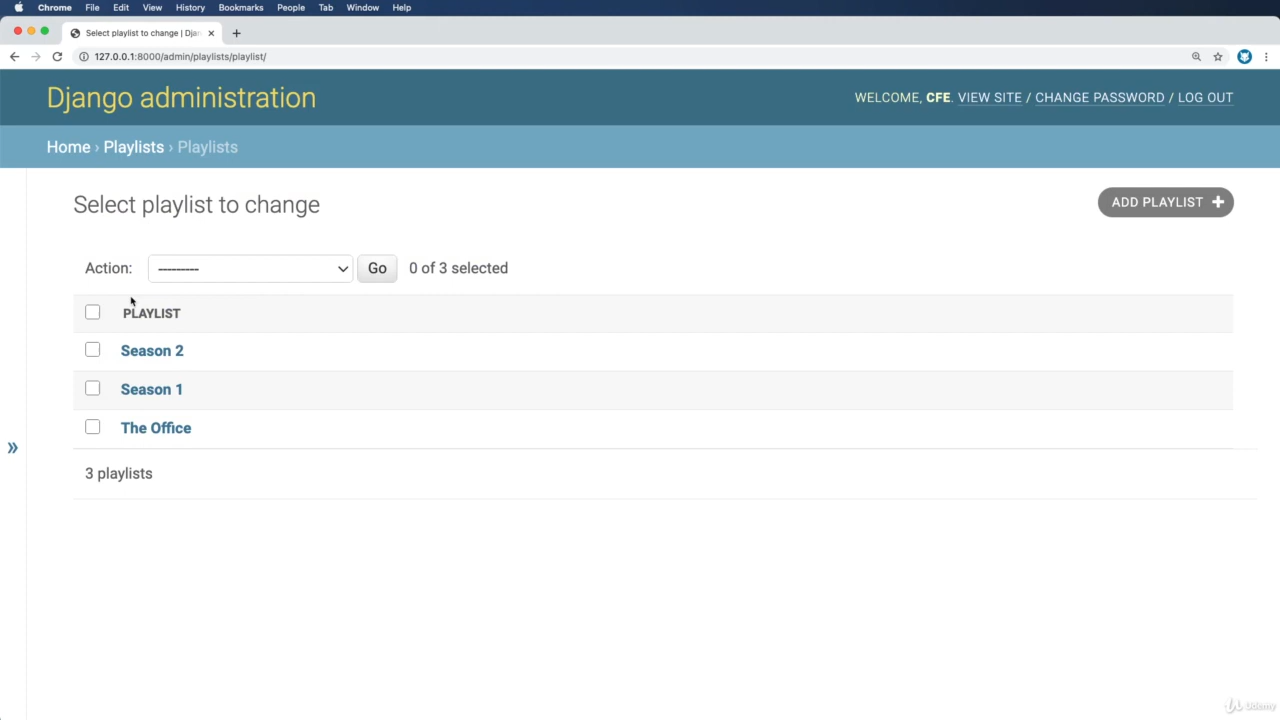 Chrome File Edit View History Bookmarks People Tab Window Help
Select playlist to change | Djan
127.0.0.1:8000/admin/playlists/playlist/
Django administration
WELCOME, CFE. VIEW SITE / CHANGE PASSWORD / LOG OUT
Home › Playlists › Playlists
Select playlist to change
ADD PLAYLIST +
Action: --------- Go 0 of 3 selected
PLAYLIST
Season 2
Season 1
The Office
»
3 playlists
Udemy